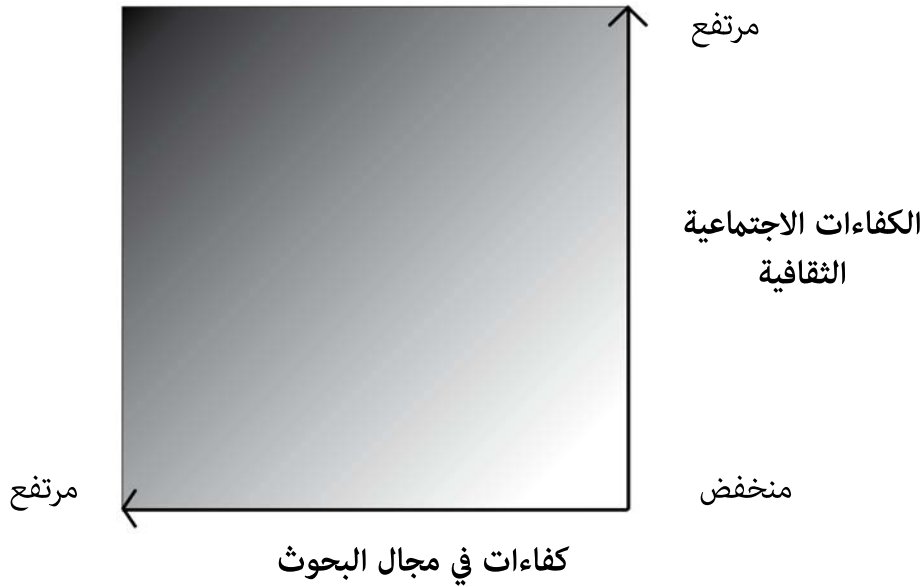 مرتفع
الكفاءات الاجتماعية
الثقافية
منخفض
مرتفع
كفاءات في مجال البحوث